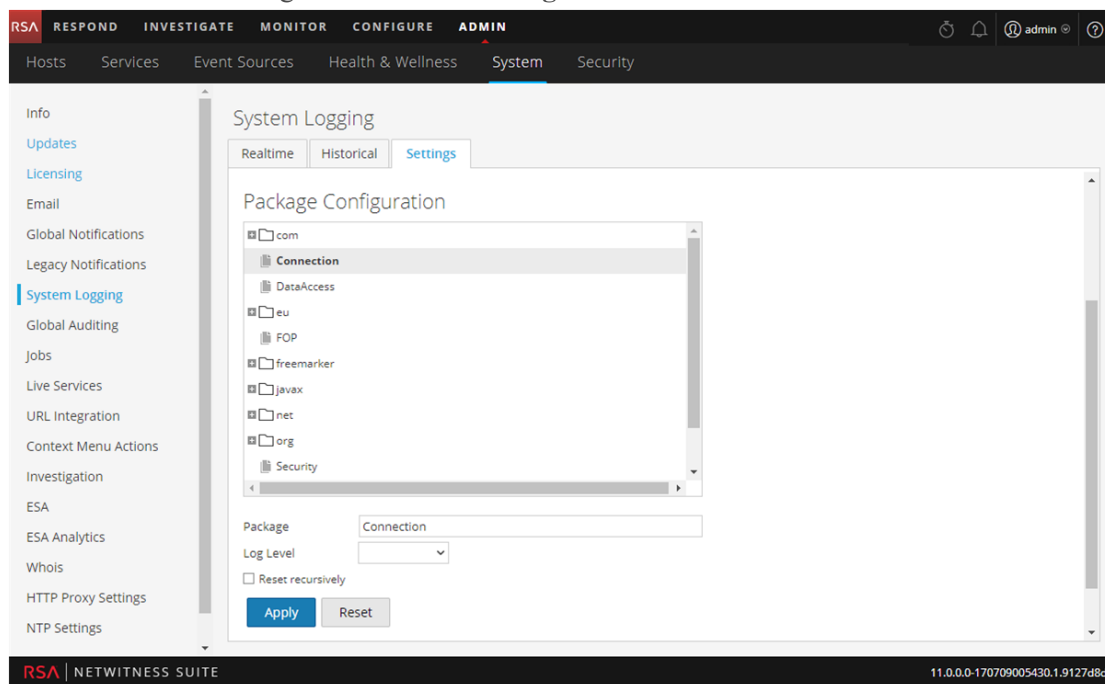 RSA RESPOND INVESTIGATE MONITOR CONFIGURE ADMIN admin ?
Hosts Services Event Sources Health & Wellness System Security
Info
Updates
Licensing
Email
Global Notifications
Legacy Notifications
System Logging
Global Auditing
Jobs
Live Services
URL Integration
Context Menu Actions
Investigation
ESA
ESA Analytics
Whois
HTTP Proxy Settings
NTP Settings
System Logging
Realtime Historical Settings
Package Configuration
com
Connection
DataAccess
eu
FOP
freemarker
javax
net
org
Security
Package Connection
Log Level
Reset recursively
Apply Reset
RSA NETWITNESS SUITE 11.0.0.0-170709005430.1.9127d8c